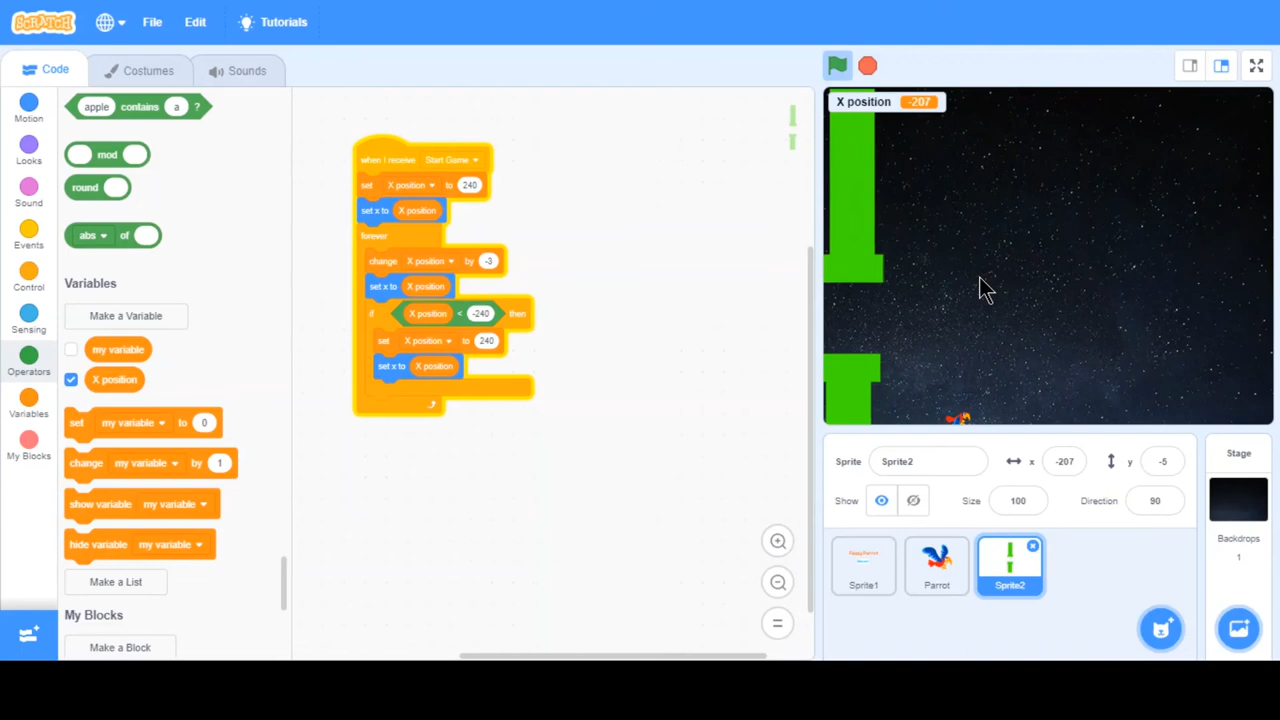 SCRATCH File Edit Tutorials
Code Costumes Sounds
Motion
Looks
Sound
Events
Control
Sensing
Operators
Variables
My Blocks
apple contains a ?
mod
round
abs of
Variables
Make a Variable
my variable
X position
set my variable to 0
change my variable by 1
show variable my variable
hide variable my variable
Make a List
My Blocks
Make a Block
when I receive Start Game
set X position to 240
set x to X position
forever
change X position by -3
set x to X position
if X position < -240 then
set X position to 240
set x to X position
X position -207
Sprite Sprite2 x -207 y -5
Show Size 100 Direction 90
Sprite1 Parrot Sprite2
Stage
Backdrops
1